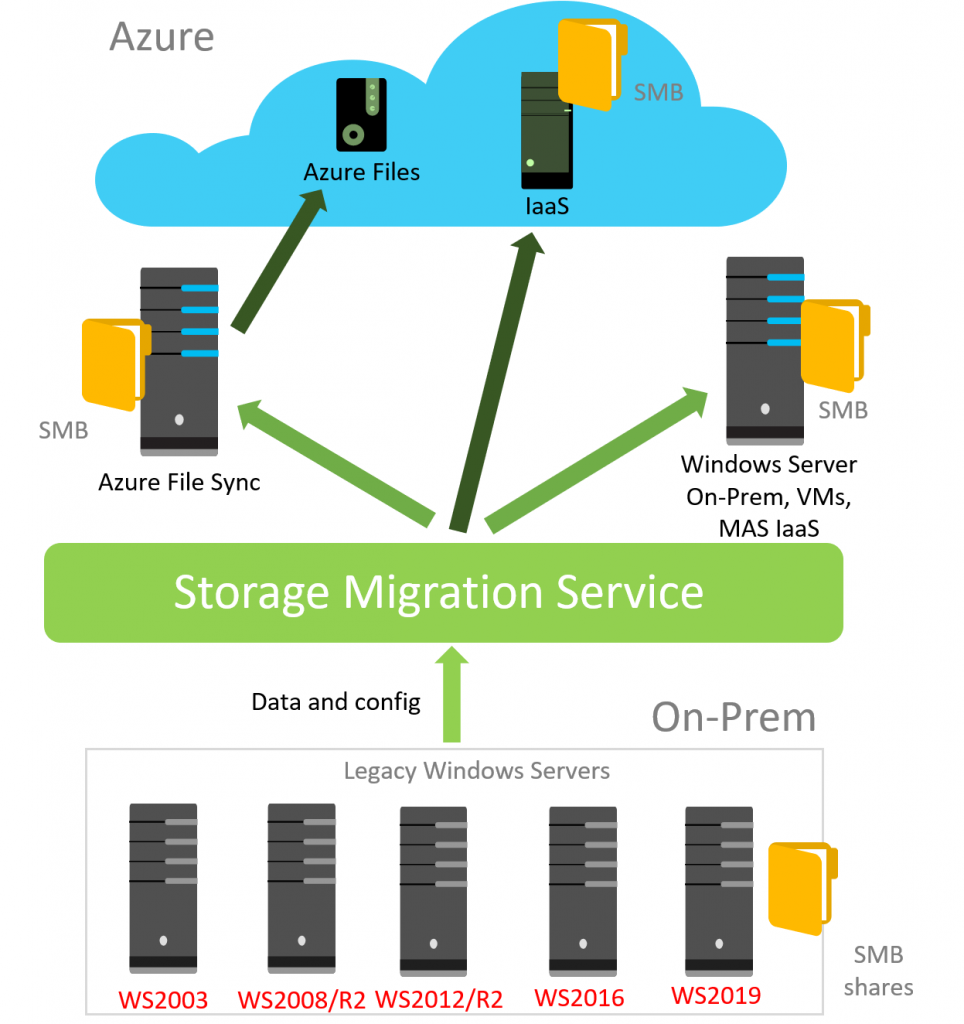 Azure
SMB
Azure Files
IaaS
SMB
SMB
Azure File Sync
Windows Server
On-Prem, VMs,
MAS IaaS
Storage Migration Service
Data and config
On-Prem
Legacy Windows Servers
SMB
shares
WS2003
WS2008/R2
WS2012/R2
WS2016
WS2019